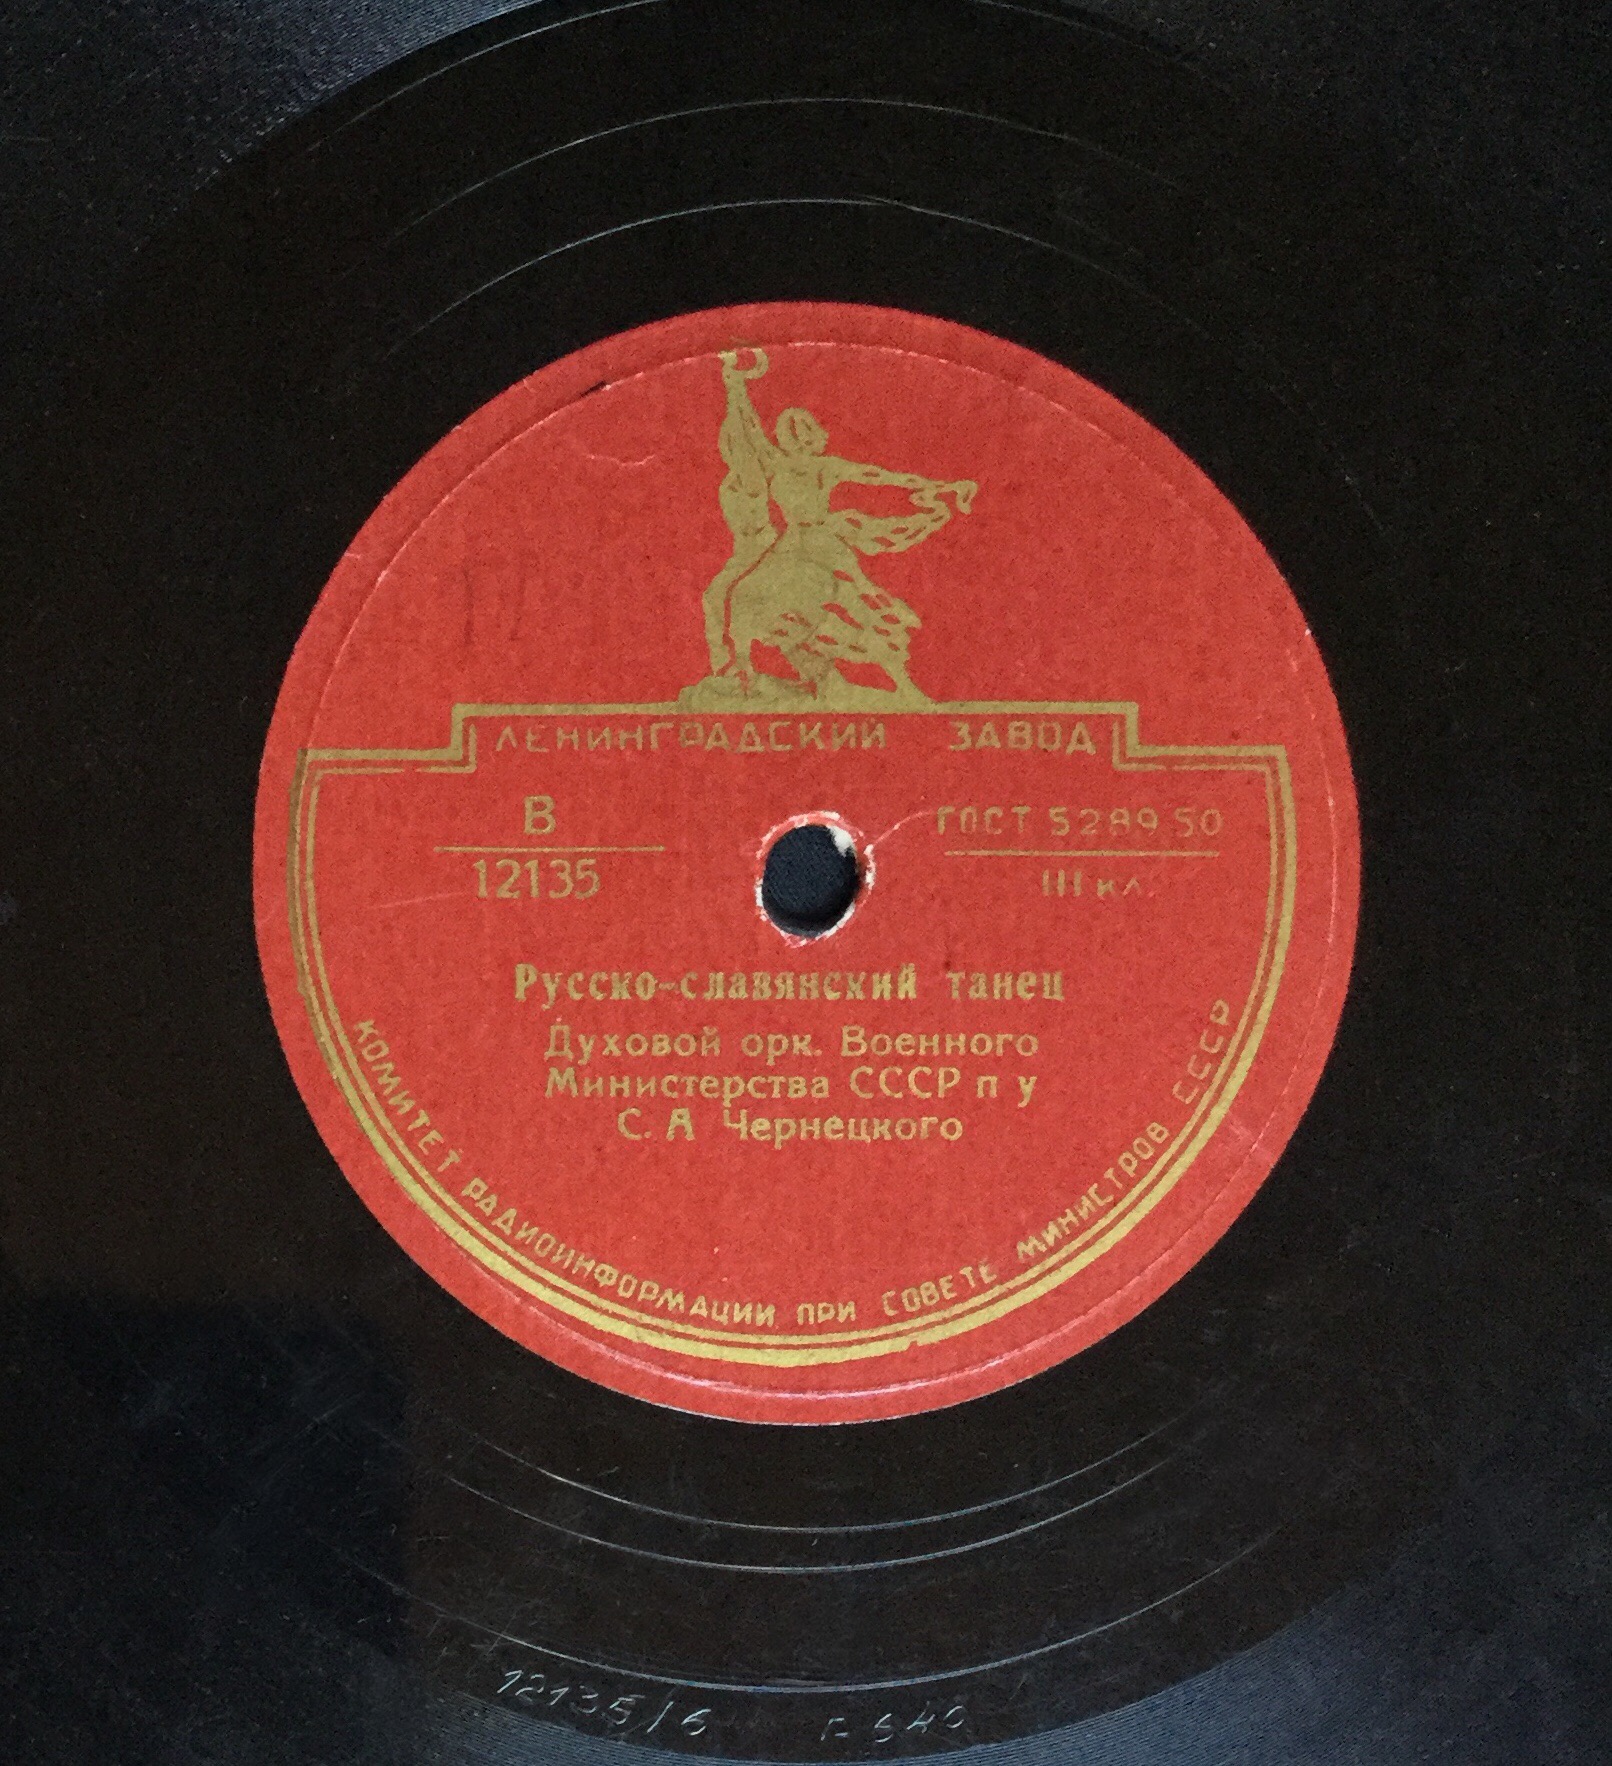 ЛЕНИНГРАДСКИЙ ЗАВОД
В
12135
ГОСТ 5289 50
III кл.
Русско-славянский танец
Духовой орк. Военного
Министерства СССР п у
С. А Чернецкого
КОМИТЕТ РАДИОИНФОРМАЦИИ ПРИ СОВЕТЕ МИНИСТРОВ СССР
12135/6